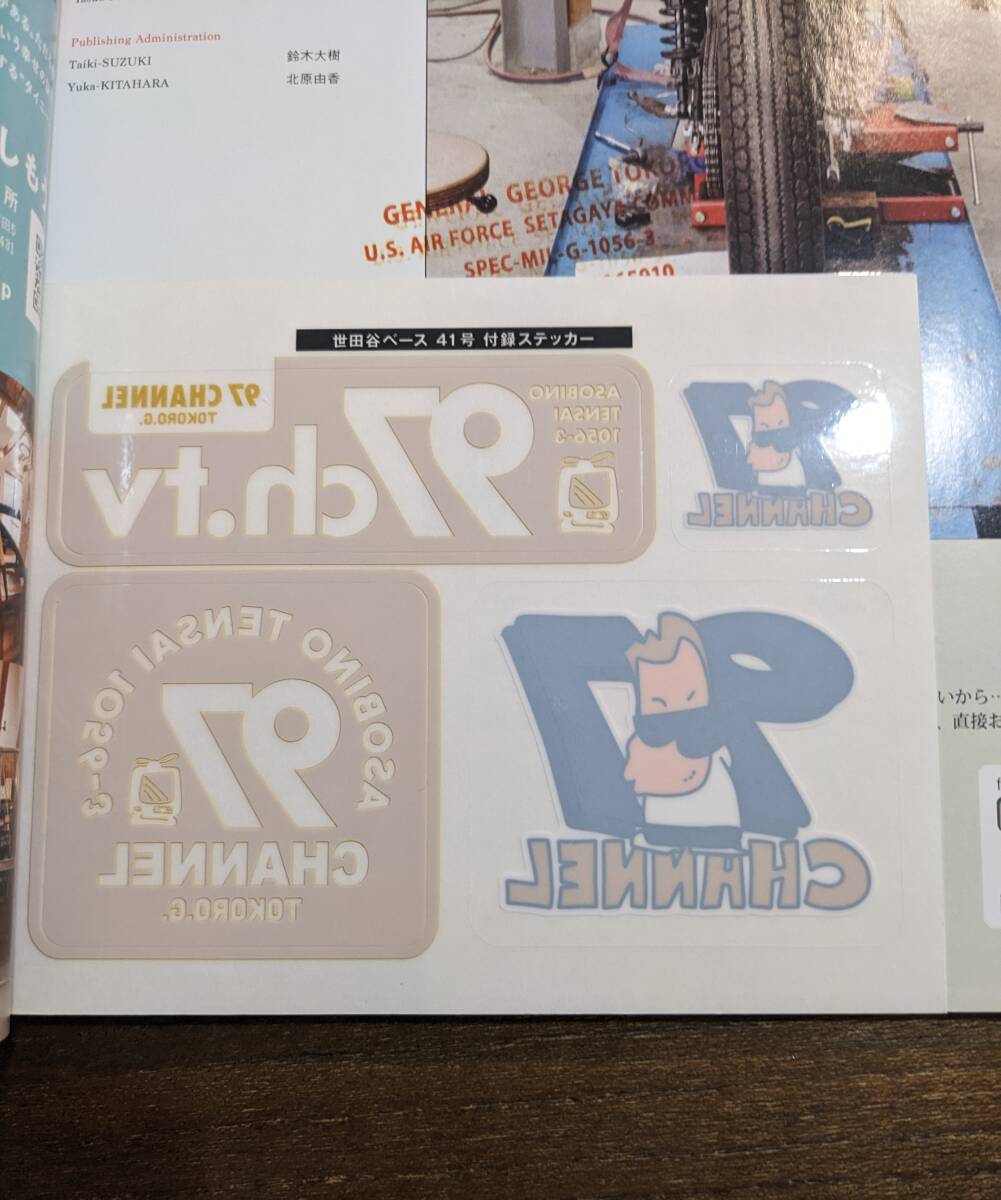 Publishing Administration
Taiki-SUZUKI 鈴木大樹
Yuka-KITAHARA 北原由香
しも
所
GENERAL GEORGE TOKORO
U.S. AIR FORCE SETAGAYA COMM
SPEC-MIL-G-1056-3
世田谷ベース 41号 付録ステッカー
97 CHANNEL
TOKORO.G.
97ch.tv
ASOBINO
TENSAI
1056-3
97
CHANNEL
ASOBINO TENSAI 1056-3
97
CHANNEL
TOKORO.G.
97
CHANNEL
いから…
、直接お